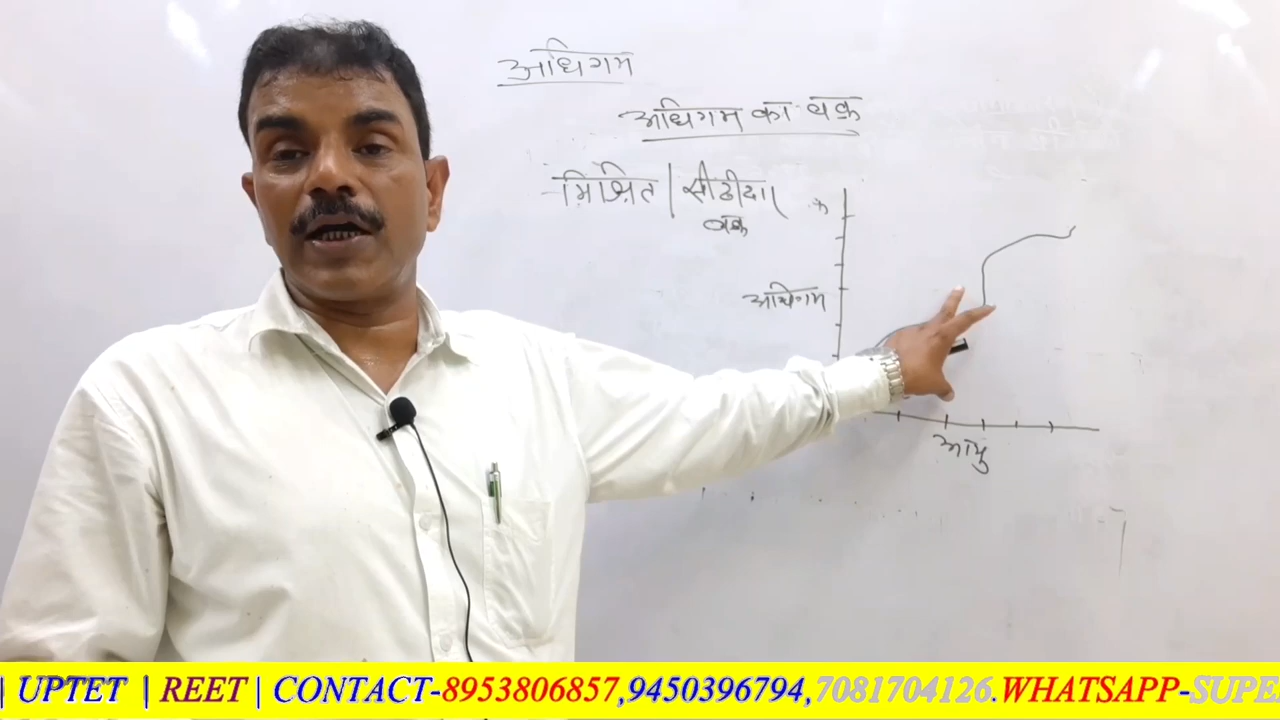 अधिगम
अधिगम का वक्र
मिश्रित | सीढीदार
वक्र
अधिगम
आयु
| UPTET | REET | CONTACT-8953806857,9450396794,7081704126.WHATSAPP-SUPE